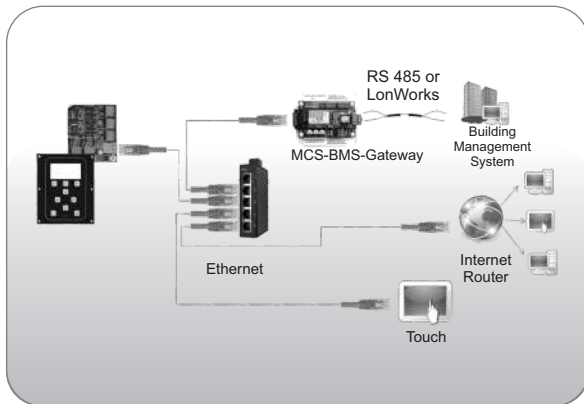 RS 485 or
LonWorks
MCS-BMS-Gateway
Building
Management
System
Ethernet
Internet
Router
Touch